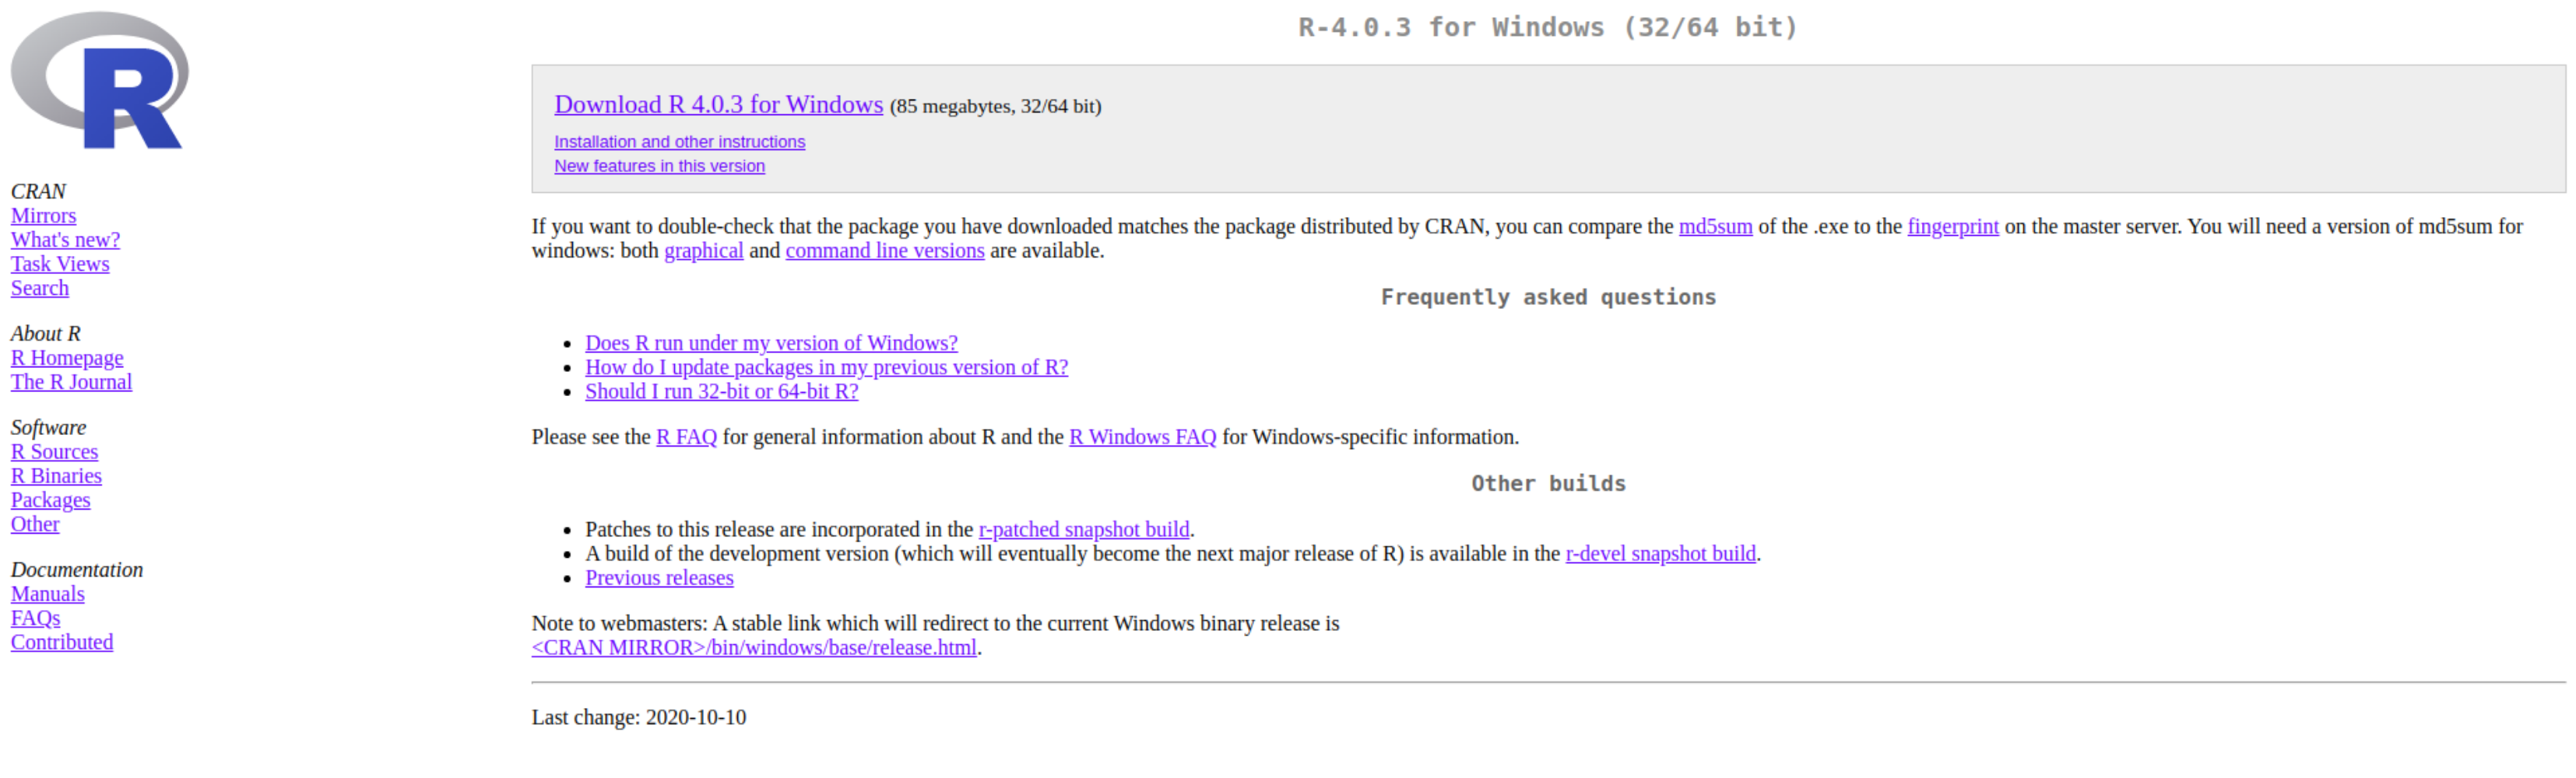 R
CRAN
Mirrors
What's new?
Task Views
Search
About R
R Homepage
The R Journal
Software
R Sources
R Binaries
Packages
Other
Documentation
Manuals
FAQs
Contributed
R-4.0.3 for Windows (32/64 bit)
Download R 4.0.3 for Windows (85 megabytes, 32/64 bit)
Installation and other instructions
New features in this version
If you want to double-check that the package you have downloaded matches the package distributed by CRAN, you can compare the md5sum of the .exe to the fingerprint on the master server. You will need a version of md5sum for
windows: both graphical and command line versions are available.
Frequently asked questions
• Does R run under my version of Windows?
• How do I update packages in my previous version of R?
• Should I run 32-bit or 64-bit R?
Please see the R FAQ for general information about R and the R Windows FAQ for Windows-specific information.
Other builds
• Patches to this release are incorporated in the r-patched snapshot build.
• A build of the development version (which will eventually become the next major release of R) is available in the r-devel snapshot build.
• Previous releases
Note to webmasters: A stable link which will redirect to the current Windows binary release is
<CRAN MIRROR>/bin/windows/base/release.html.
Last change: 2020-10-10